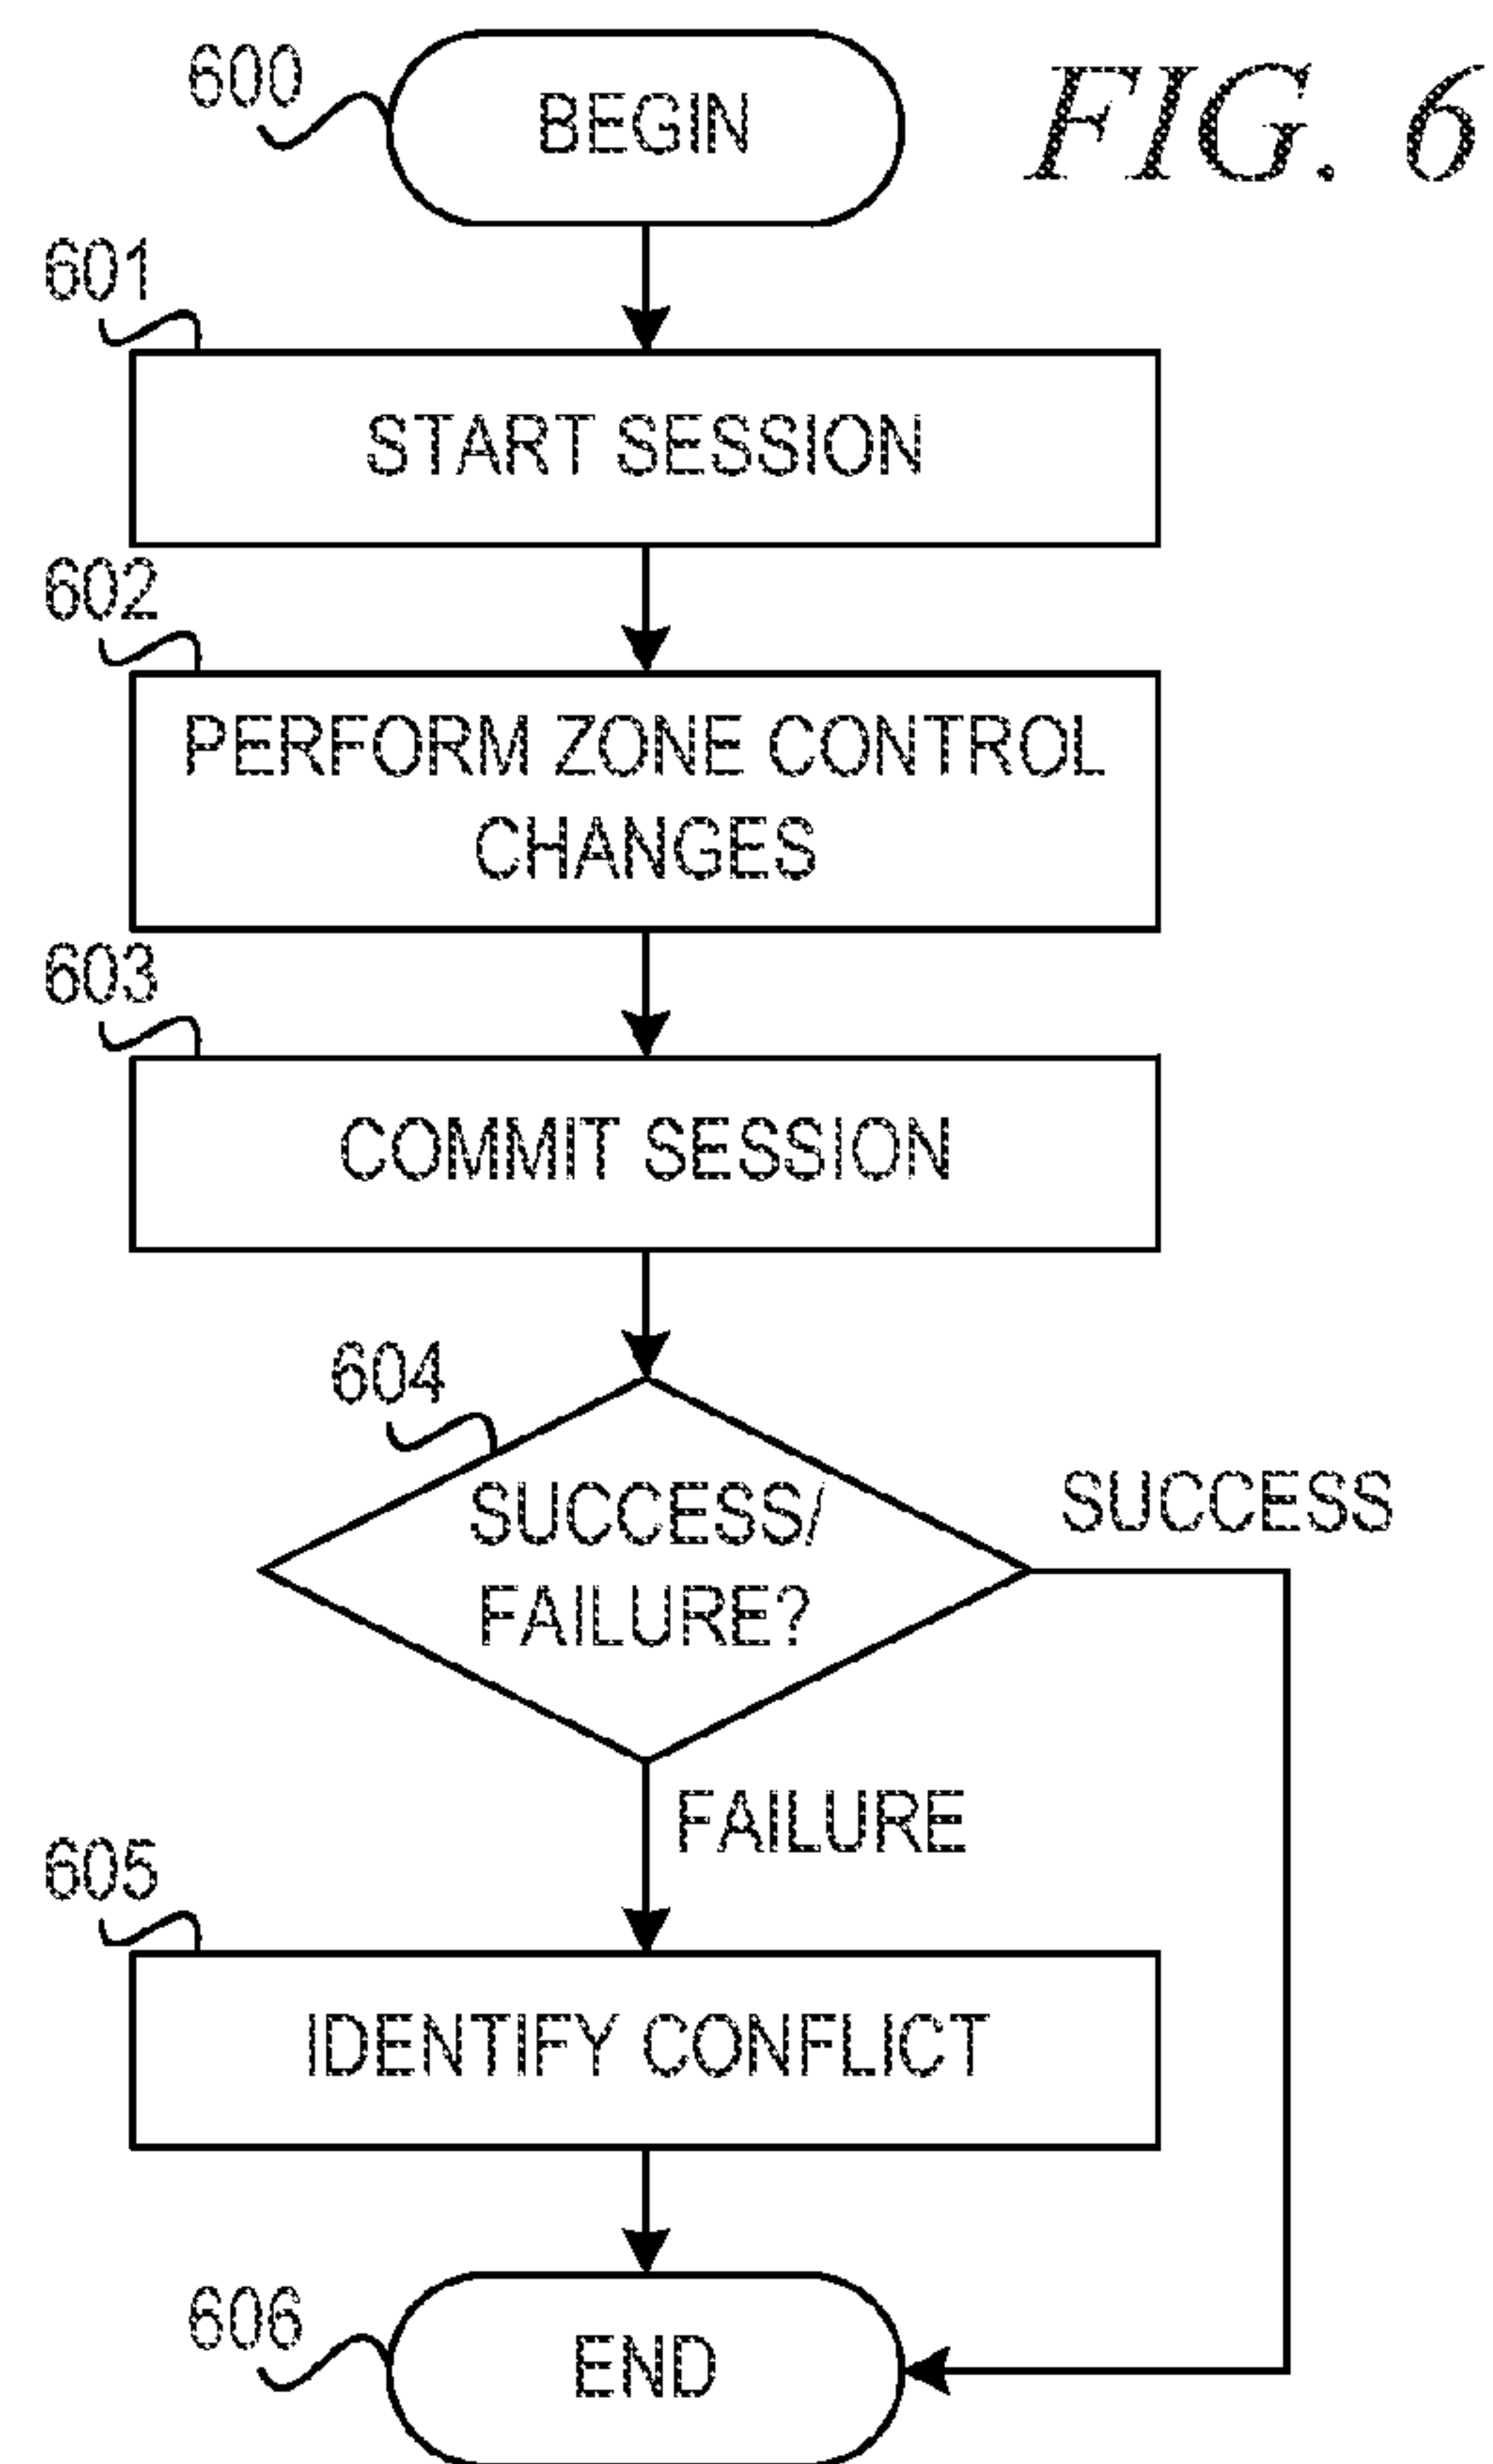 600
BEGIN
FIG. 6
601
START SESSION
602
PERFORM ZONE CONTROL
CHANGES
603
COMMIT SESSION
604
SUCCESS/
FAILURE?
SUCCESS
FAILURE
605
IDENTIFY CONFLICT
606
END